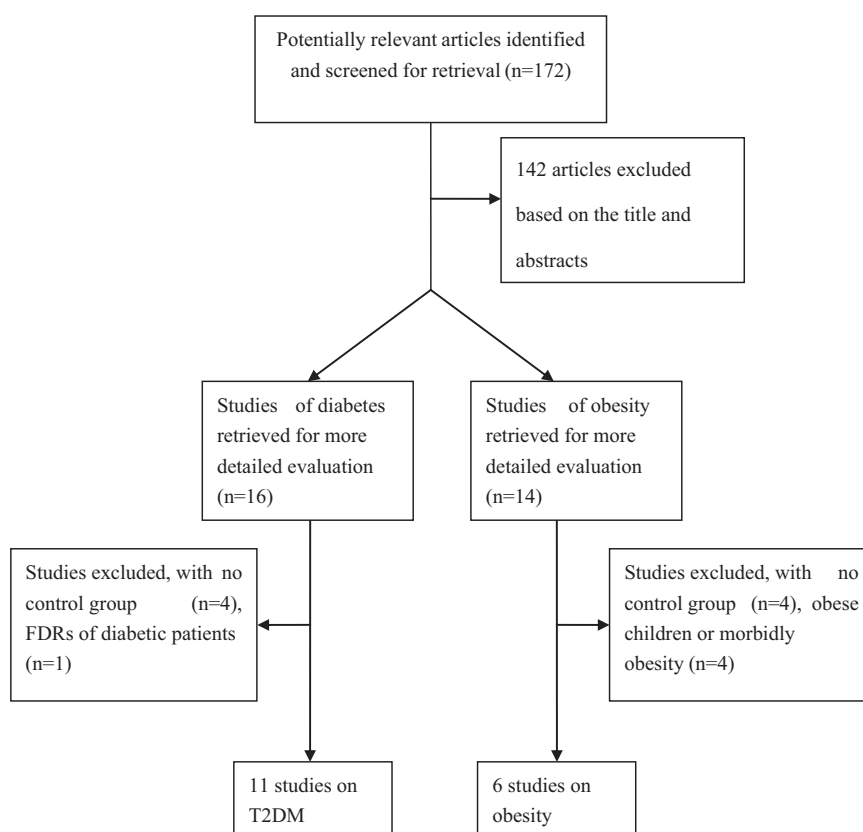 Potentially relevant articles identified
and screened for retrieval (n=172)
142 articles excluded
based on the title and
abstracts
Studies of diabetes
retrieved for more
detailed evaluation
(n=16)
Studies of obesity
retrieved for more
detailed evaluation
(n=14)
Studies excluded, with no
control group (n=4),
FDRs of diabetic patients
(n=1)
Studies excluded, with no
control group (n=4), obese
children or morbidly
obesity (n=4)
11 studies on
T2DM
6 studies on
obesity